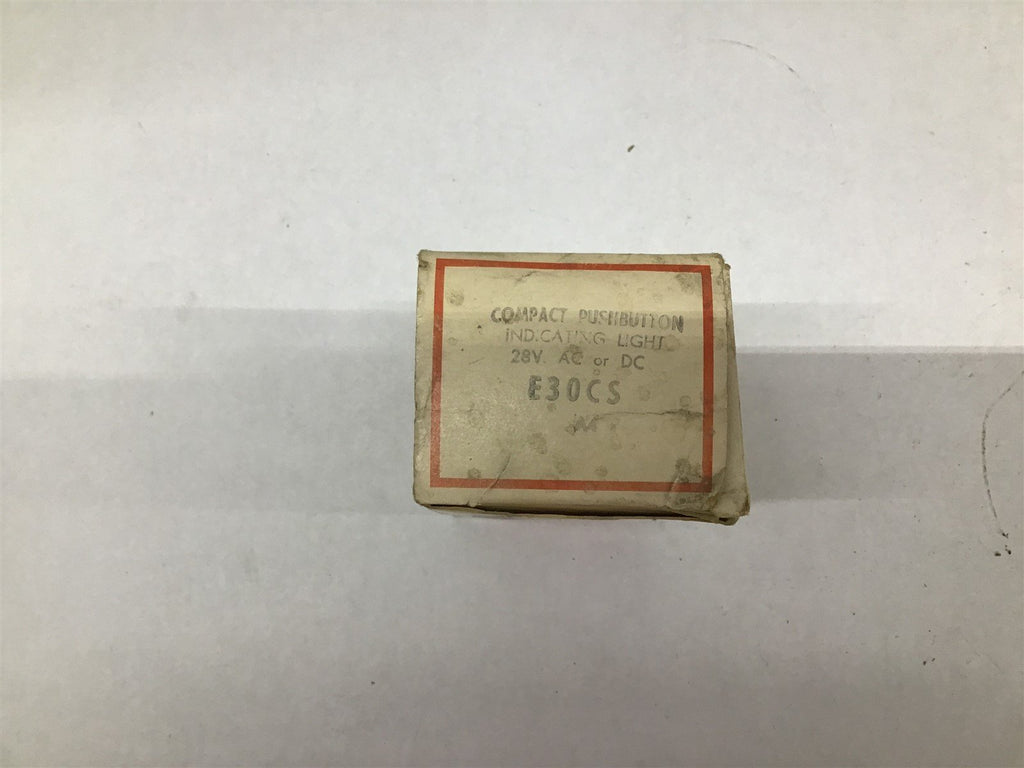 COMPACT PUSHBUTTON
INDICATING LIGHT
28V. AC or DC
E30CS